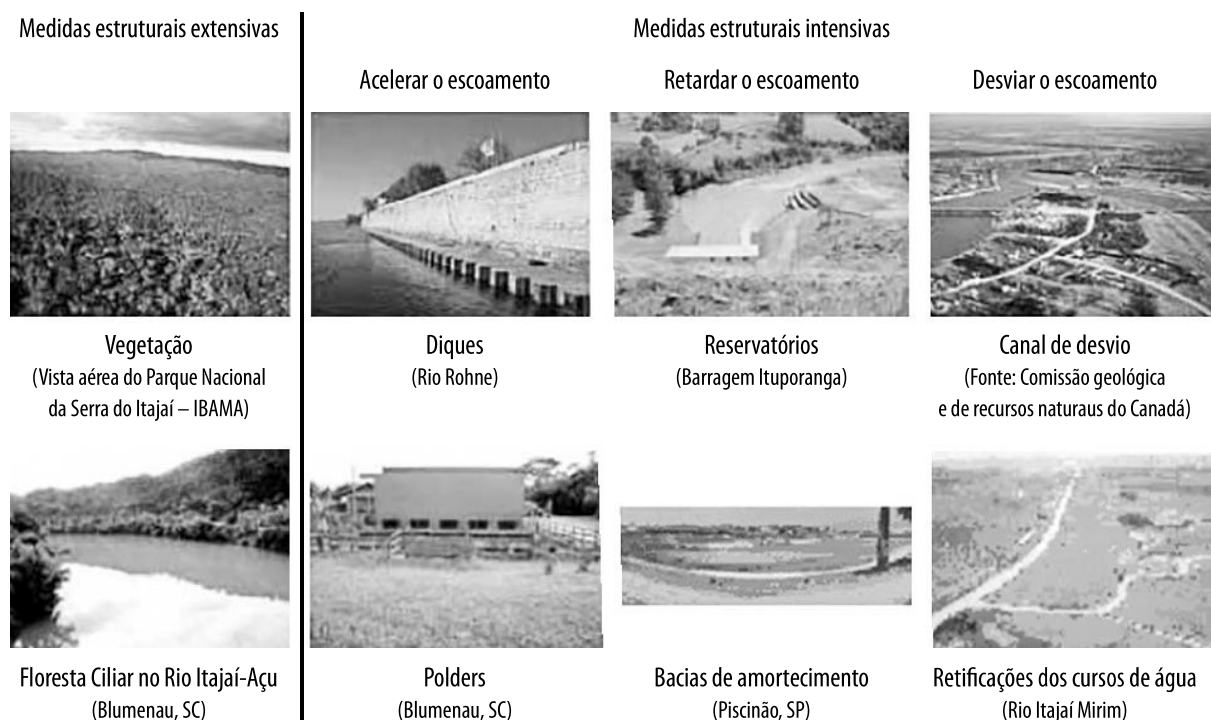 Medidas estruturais extensivas
Medidas estruturais intensivas
Acelerar o escoamento
Retardar o escoamento
Desviar o escoamento
Vegetação
(Vista aérea do Parque Nacional
da Serra do Itajaí – IBAMA)
Diques
(Rio Rohne)
Reservatórios
(Barragem Ituporanga)
Canal de desvio
(Fonte: Comissão geológica
e de recursos naturaus do Canadá)
Floresta Ciliar no Rio Itajaí-Açu
(Blumenau, SC)
Polders
(Blumenau, SC)
Bacias de amortecimento
(Piscinão, SP)
Retificações dos cursos de água
(Rio Itajaí Mirim)